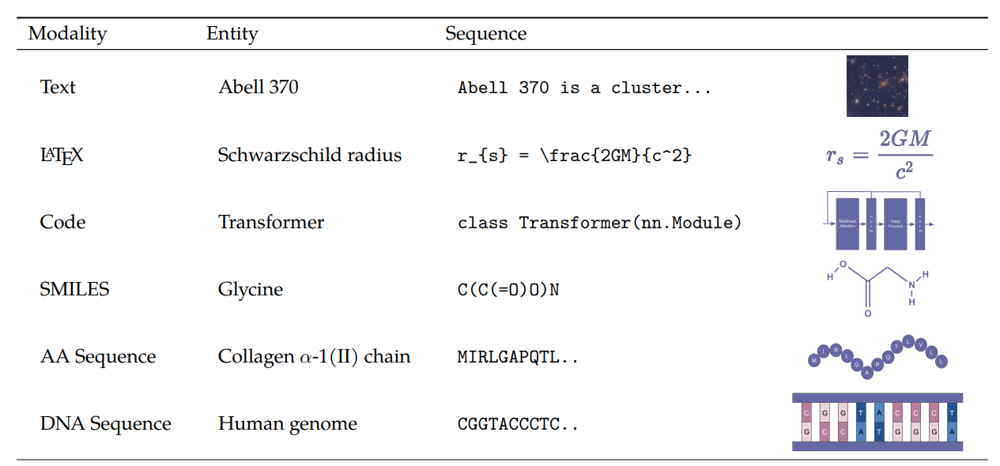 Modality Entity Sequence
Text Abell 370 Abell 370 is a cluster...
LATEX Schwarzschild radius r_{s} = \frac{2GM}{c^2} r_s = 2GM / c^2
Code Transformer class Transformer(nn.Module) Multihead Attention norm Feed Forward norm
SMILES Glycine C(C(=O)O)N H O O N H H
AA Sequence Collagen α-1(II) chain MIRLGAPQTL.. M I R L G A P Q T L V L L
DNA Sequence Human genome CGGTACCCTC.. C G G T A C C C T
G C C A T G G G A